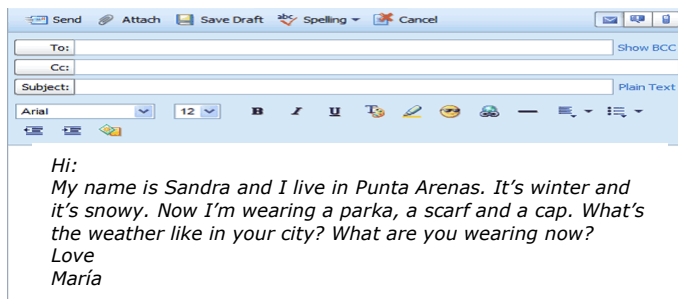 Send Attach Save Draft Spelling Cancel
To: Show BCC
Cc:
Subject: Plain Text
Arial 12 B I U
Hi:
My name is Sandra and I live in Punta Arenas. It’s winter and
it’s snowy. Now I’m wearing a parka, a scarf and a cap. What’s
the weather like in your city? What are you wearing now?
Love
María